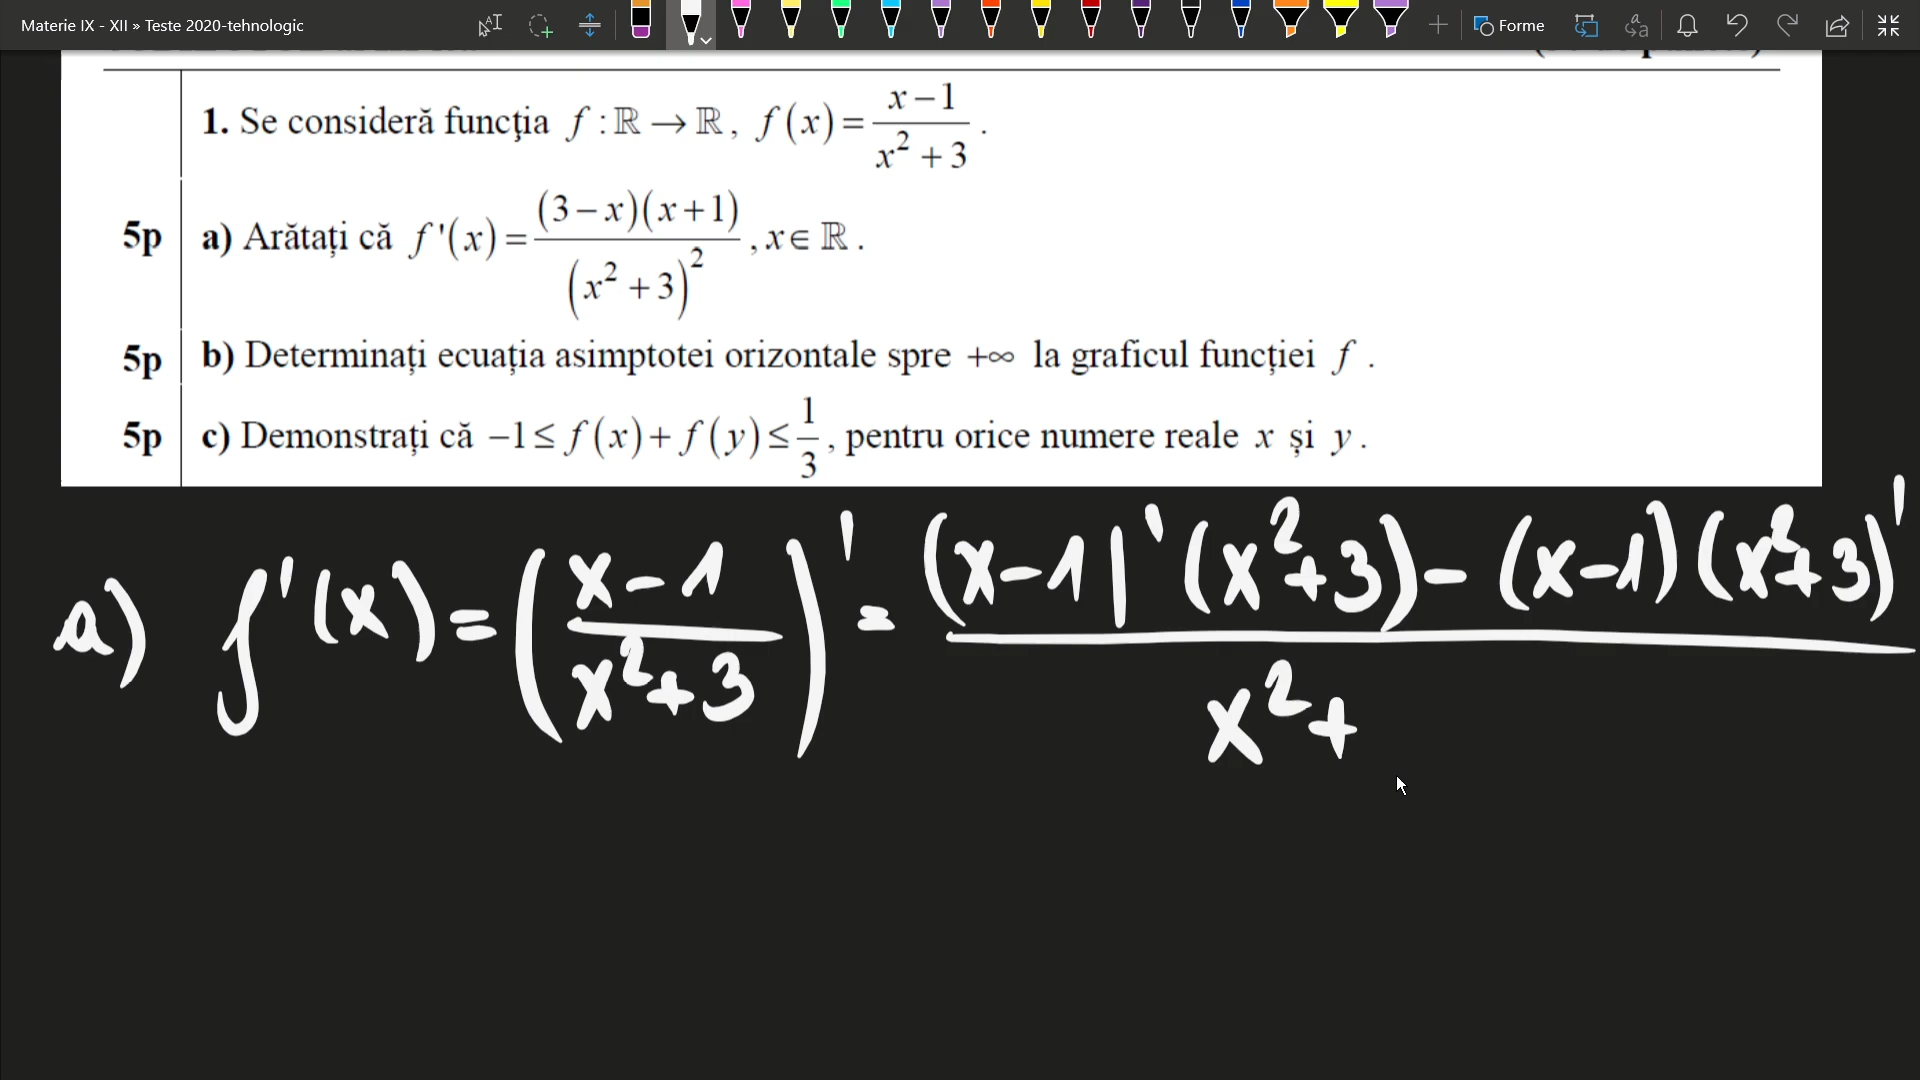 Materie IX - XII » Teste 2020-tehnologic Forme
1. Se consideră funcţia f : ℝ → ℝ, f(x) = (x − 1)/(x² + 3).
5p a) Arătați că f'(x) = (3 − x)(x + 1)/(x² + 3)², x ∈ ℝ.
5p b) Determinați ecuația asimptotei orizontale spre +∞ la graficul funcției f.
5p c) Demonstrați că −1 ≤ f(x) + f(y) ≤ 1/3, pentru orice numere reale x și y.
a) f'(x) = ((x−1)/(x²+3))' = ((x−1)'(x²+3) − (x−1)(x²+3)')/(x²+